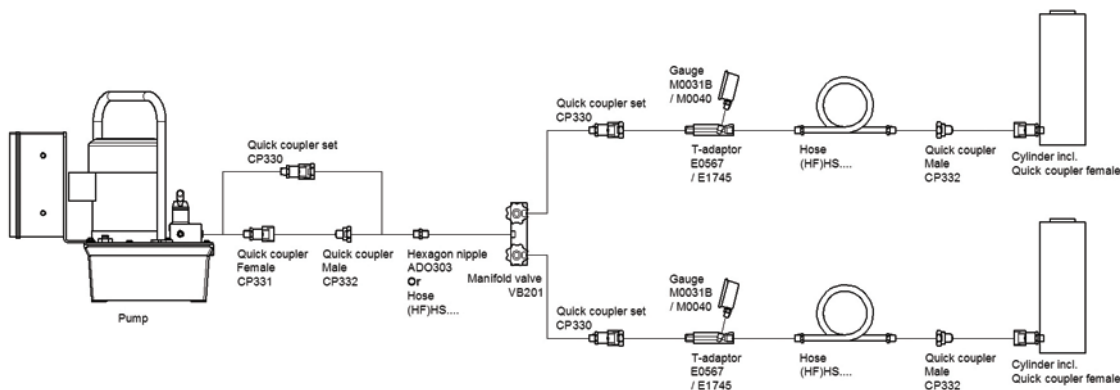 Pump
Quick coupler set
CP330
Quick coupler
Female
CP331
Quick coupler
Male
CP332
Hexagon nipple
ADO303
Or
Hose
(HF)HS....
Manifold valve
VB201
Quick coupler set
CP330
Gauge
M0031B
/ M0040
T-adaptor
E0567
/ E1745
Hose
(HF)HS....
Quick coupler
Male
CP332
Cylinder incl.
Quick coupler female
Quick coupler set
CP330
Gauge
M0031B
/ M0040
T-adaptor
E0567
/ E1745
Hose
(HF)HS....
Quick coupler
Male
CP332
Cylinder incl.
Quick coupler female